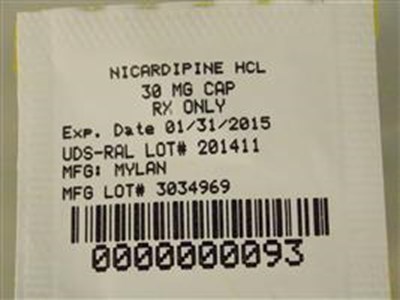 NICARDIPINE HCL
30 MG CAP
RX ONLY
Exp. Date 01/31/2015
UDS-RAL LOT# 201411
MFG: MYLAN
MFG LOT# 3034969
0000000093